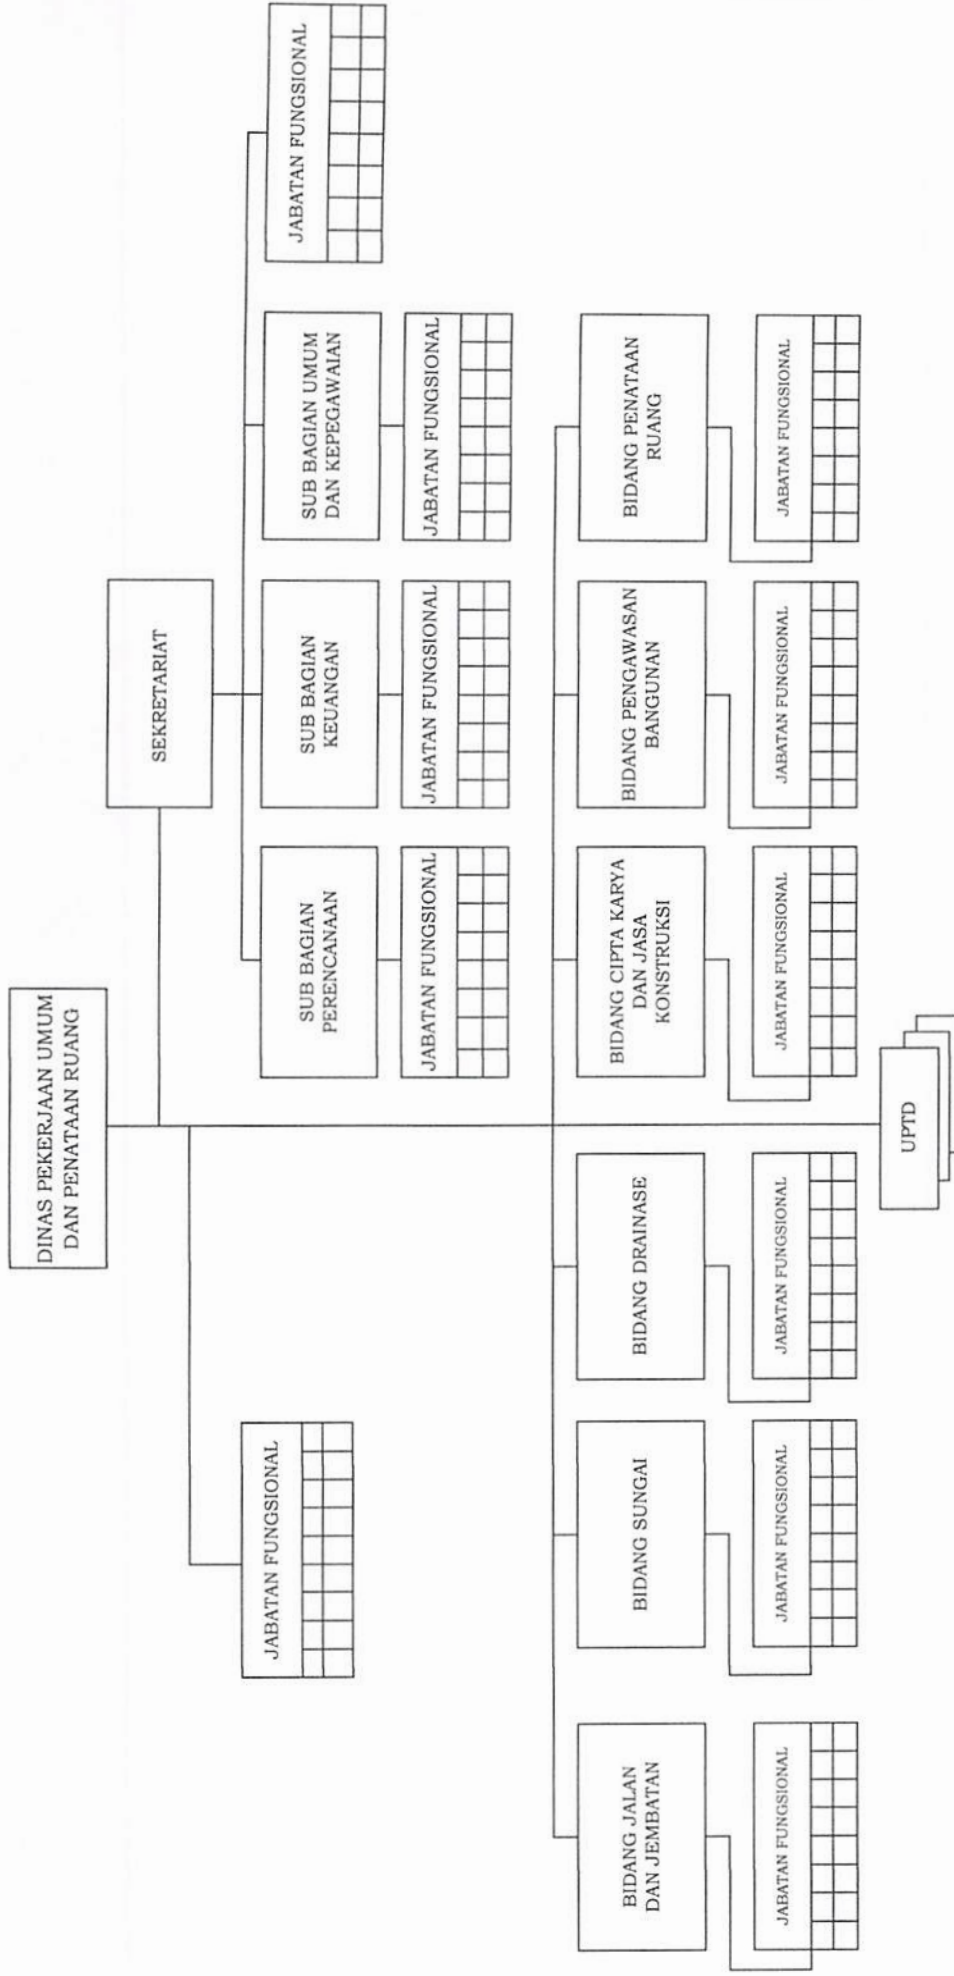 DINAS PEKERJAAN UMUM
DAN PENATAAN RUANG
SEKRETARIAT
JABATAN FUNGSIONAL
SUB BAGIAN
PERENCANAAN
SUB BAGIAN
KEUANGAN
SUB BAGIAN UMUM
DAN KEPEGAWAIAN
JABATAN FUNGSIONAL
JABATAN FUNGSIONAL
JABATAN FUNGSIONAL
JABATAN FUNGSIONAL
BIDANG JALAN
DAN JEMBATAN
BIDANG SUNGAI
BIDANG DRAINASE
BIDANG CIPTA KARYA
DAN JASA
KONSTRUKSI
BIDANG PENGAWASAN
BANGUNAN
BIDANG PENATAAN
RUANG
JABATAN FUNGSIONAL
JABATAN FUNGSIONAL
JABATAN FUNGSIONAL
JABATAN FUNGSIONAL
JABATAN FUNGSIONAL
JABATAN FUNGSIONAL
UPTD